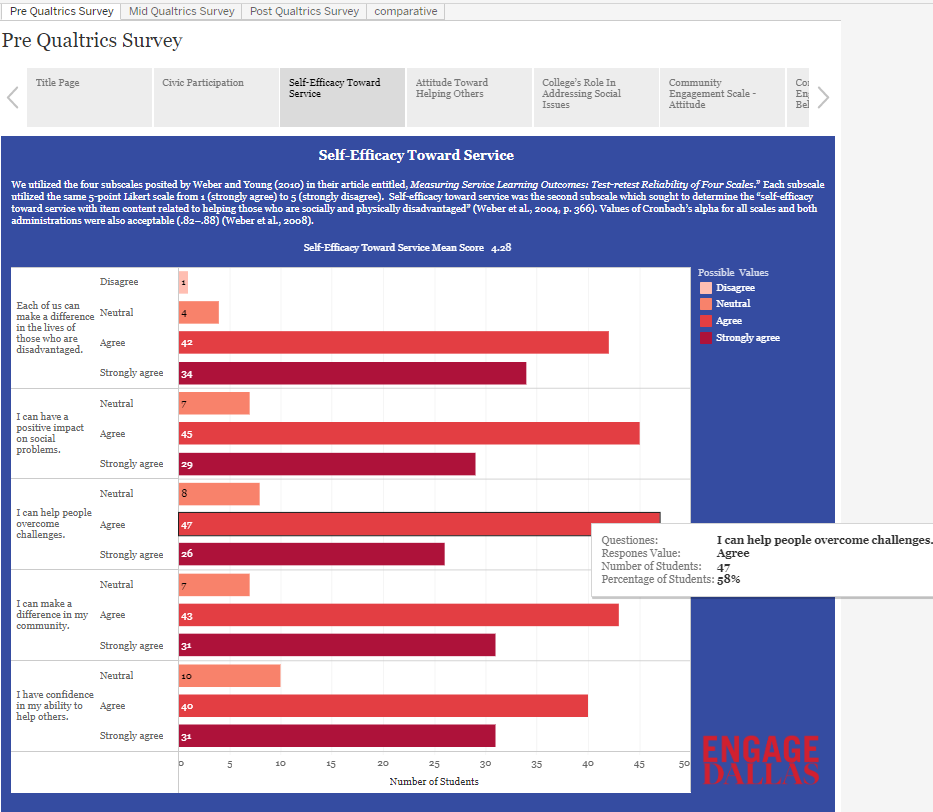 Pre Qualtrics Survey
Mid Qualtrics Survey
Post Qualtrics Survey
comparative
Pre Qualtrics Survey
Title Page
Civic Participation
Self-Efficacy Toward
Service
Attitude Toward
Helping Others
College's Role In
Addressing Social
Issues
Community
Engagement Scale -
Attitude
Self-Efficacy Toward Service
We utilized the four subscales posited by Weber and Young (2010) in their article entitled, Measuring Service Learning Outcomes: Test-retest Reliability of Four Scales." Each subscale
utilized the same 5-point Likert scale from 1 (strongly agree) to 5 (strongly disagree). Self-efficacy toward service was the second subscale which sought to determine the "self-efficacy
toward service with item content related to helping those who are socially and physically disadvantaged" (Weber et al., 2004, p. 366). Values of Cronbach's alpha for all scales and both
administrations were also acceptable (.82–.88) (Weber et al., 2008).
Self-Efficacy Toward Service Mean Score 4.28
Possible Values
Disagree
Neutral
Agree
Strongly agree
Each of us can
make a difference
in the lives of
those who are
disadvantaged.
Disagree
1
Neutral
4
Agree
42
Strongly agree
34
I can have a
positive impact
on social
problems.
Neutral
7
Agree
45
Strongly agree
29
I can help people
overcome
challenges.
Neutral
8
Agree
47
Strongly agree
26
Questiones: I can help people overcome challenges.
Respones Value: Agree
Number of Students: 47
Percentage of Students: 58%
I can make a
difference in my
community.
Neutral
7
Agree
43
Strongly agree
31
I have confidence
in my ability to
help others.
Neutral
10
Agree
40
Strongly agree
31
0 5 10 15 20 25 30 35 40 45 50
Number of Students
ENGAGE
DALLAS